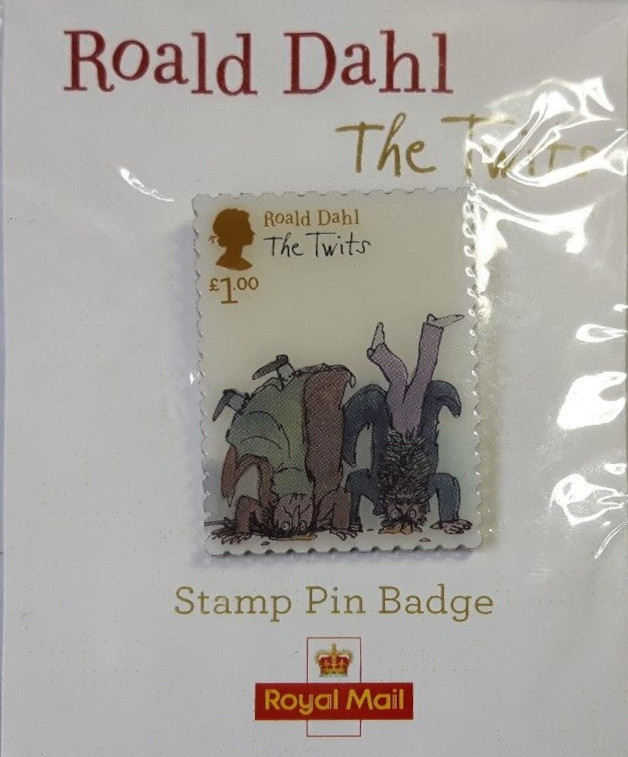 Roald Dahl
The Twits
Roald Dahl
The Twits
£1.00
Stamp Pin Badge
Royal Mail